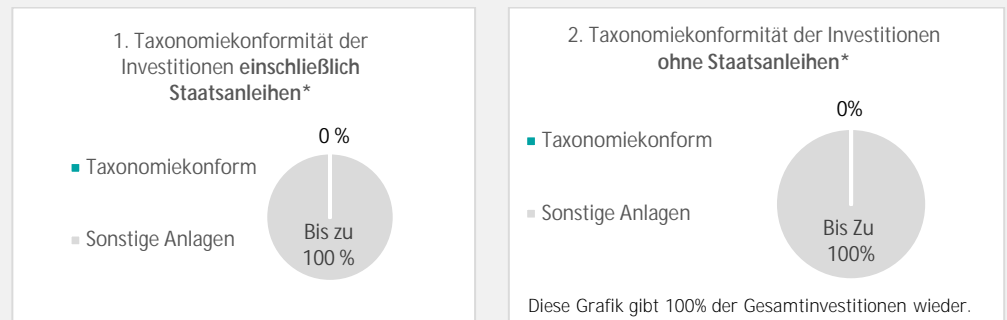 1. Taxonomiekonformität der
Investitionen einschließlich
Staatsanleihen*
0 %
Taxonomiekonform
Sonstige Anlagen
Bis zu
100 %
2. Taxonomiekonformität der Investitionen
ohne Staatsanleihen*
0%
Taxonomiekonform
Sonstige Anlagen
Bis Zu
100%
Diese Grafik gibt 100% der Gesamtinvestitionen wieder.